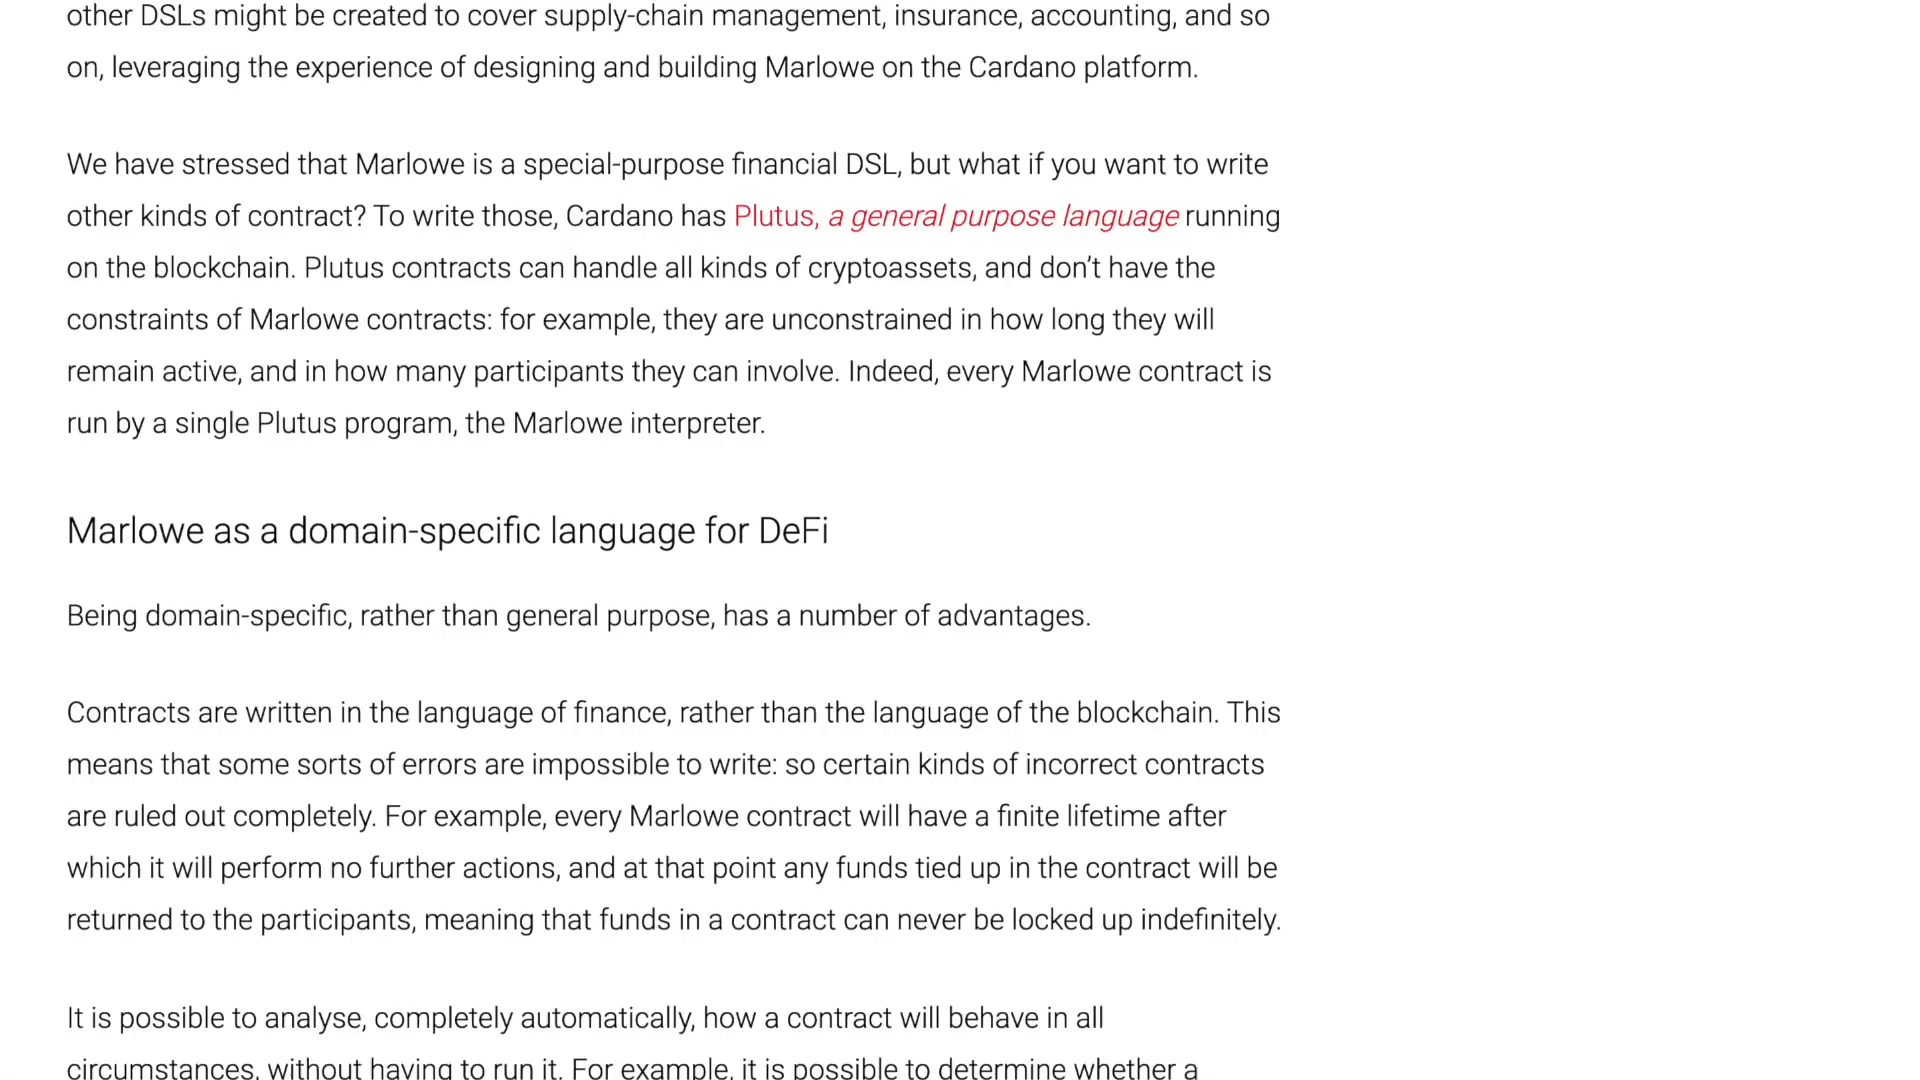 other DSLs might be created to cover supply-chain management, insurance, accounting, and so
on, leveraging the experience of designing and building Marlowe on the Cardano platform.
We have stressed that Marlowe is a special-purpose financial DSL, but what if you want to write
other kinds of contract? To write those, Cardano has Plutus, a general purpose language running
on the blockchain. Plutus contracts can handle all kinds of cryptoassets, and don’t have the
constraints of Marlowe contracts: for example, they are unconstrained in how long they will
remain active, and in how many participants they can involve. Indeed, every Marlowe contract is
run by a single Plutus program, the Marlowe interpreter.
Marlowe as a domain-specific language for DeFi
Being domain-specific, rather than general purpose, has a number of advantages.
Contracts are written in the language of finance, rather than the language of the blockchain. This
means that some sorts of errors are impossible to write: so certain kinds of incorrect contracts
are ruled out completely. For example, every Marlowe contract will have a finite lifetime after
which it will perform no further actions, and at that point any funds tied up in the contract will be
returned to the participants, meaning that funds in a contract can never be locked up indefinitely.
It is possible to analyse, completely automatically, how a contract will behave in all
circumstances, without having to run it. For example, it is possible to determine whether a